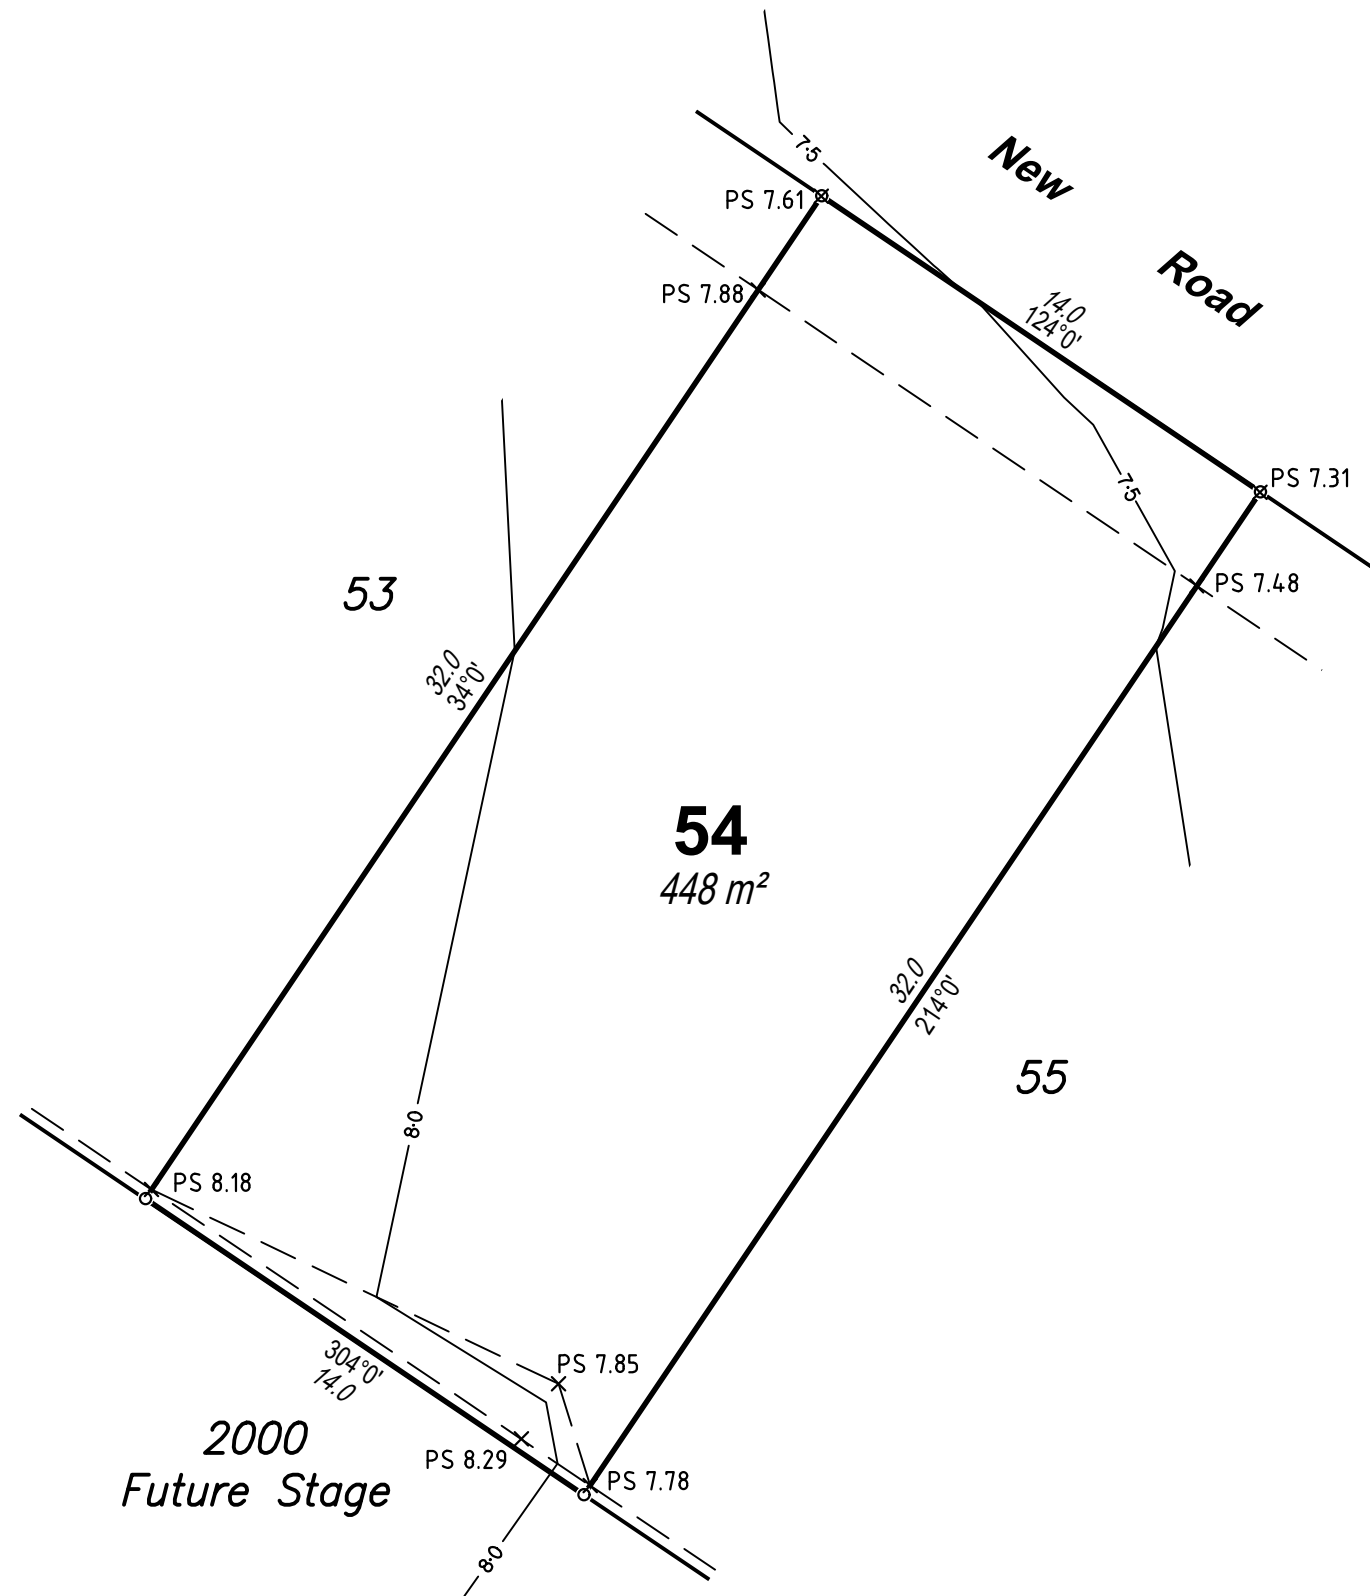 7.5
New
PS 7.61
Road
PS 7.88
14.0
124°0'
PS 7.31
7.5
PS 7.48
53
32.0
34°0'
54
448 m²
32.0
214°0'
55
8.0
PS 8.18
304°0'
14.0
PS 7.85
2000
Future Stage
PS 8.29
PS 7.78
8.0